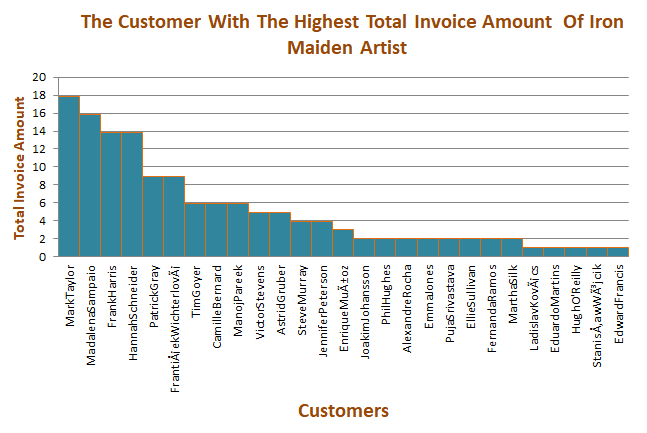 The Customer With The Highest Total Invoice Amount Of Iron
Maiden Artist
Total Invoice Amount
20
18
16
14
12
10
8
6
4
2
0
MarkTaylor
MadalenaSampaio
FrankHarris
HannahSchneider
PatrickGray
FrantiÅ¡ekWichterlovÃ¡
TimGoyer
CamilleBernard
ManojPareek
VictorStevens
AstridGruber
SteveMurray
JenniferPeterson
EnriqueMuÃ±oz
JoakimJohansson
PhilHughes
AlexandreRocha
EmmaJones
PujaSrivastava
EllieSullivan
FernandaRamos
MarthaSilk
LadislavKovÃ¡cs
EduardoMartins
HughO'Reilly
StanisÅ‚awWÃ³jcik
EdwardFrancis
Customers